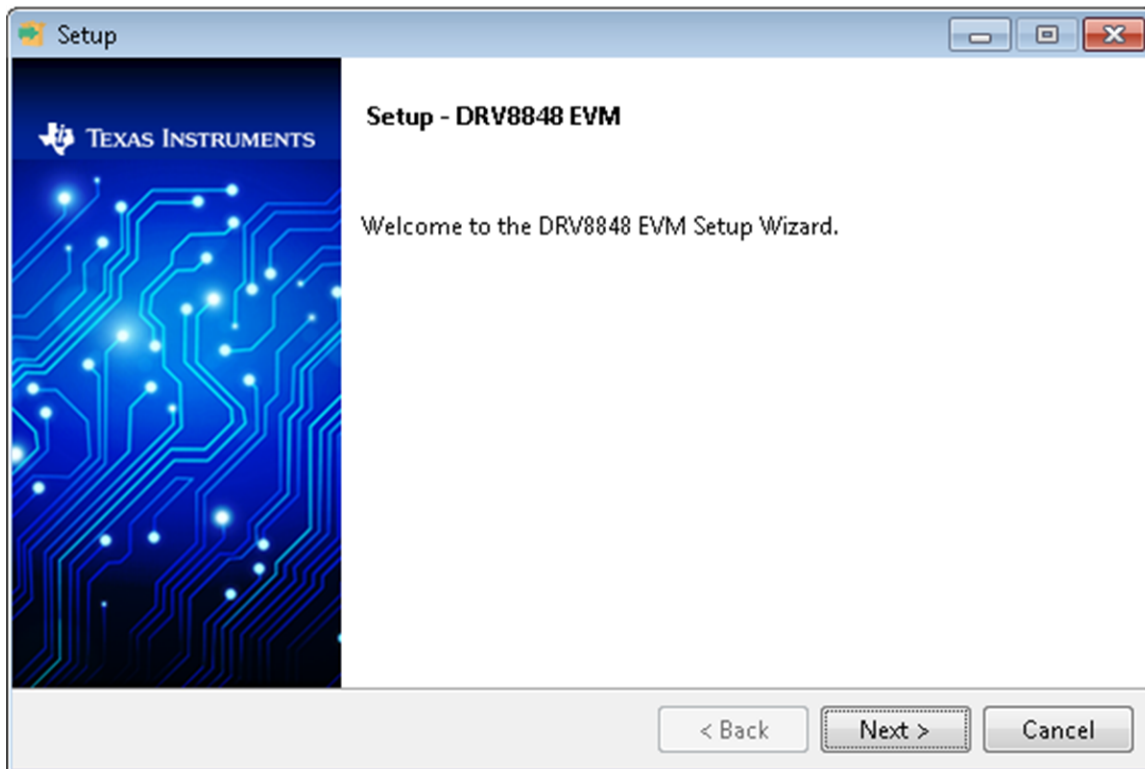 Setup
TEXAS INSTRUMENTS
Setup - DRV8848 EVM
Welcome to the DRV8848 EVM Setup Wizard.
< Back
Next >
Cancel